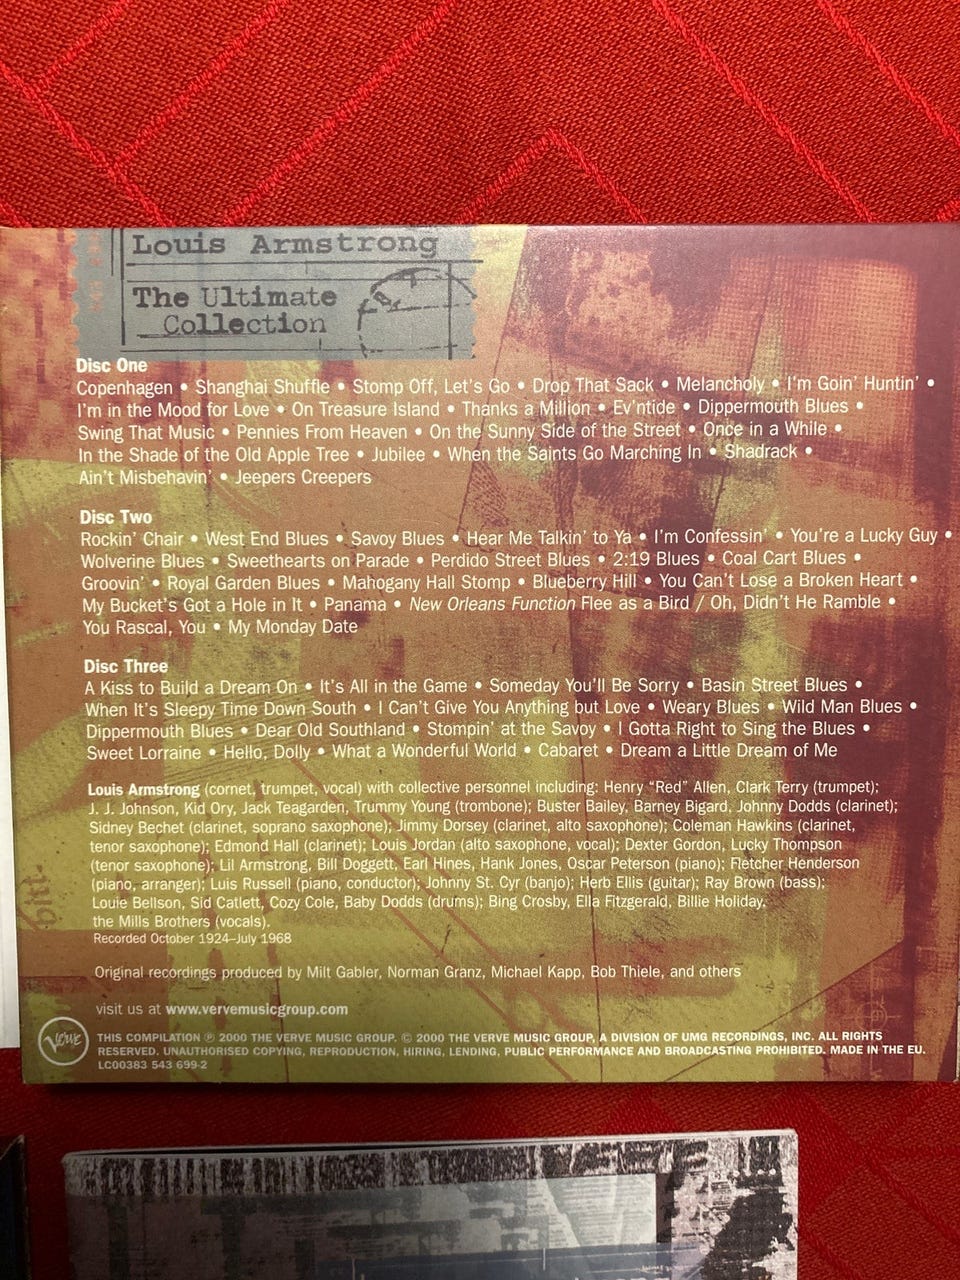 Louis Armstrong
The Ultimate
Collection
Disc One
Copenhagen • Shanghai Shuffle • Stomp Off, Let's Go • Drop That Sack • Melancholy • I'm Goin' Huntin' •
I'm in the Mood for Love • On Treasure Island • Thanks a Million • Ev'ntide • Dippermouth Blues •
Swing That Music • Pennies From Heaven • On the Sunny Side of the Street • Once in a While •
In the Shade of the Old Apple Tree • Jubilee • When the Saints Go Marching In • Shadrack •
Ain't Misbehavin' • Jeepers Creepers
Disc Two
Rockin' Chair • West End Blues • Savoy Blues • Hear Me Talkin' to Ya • I'm Confessin' • You're a Lucky Guy •
Wolverine Blues • Sweethearts on Parade • Perdido Street Blues • 2:19 Blues • Coal Cart Blues •
Groovin' • Royal Garden Blues • Mahogany Hall Stomp • Blueberry Hill • You Can't Lose a Broken Heart •
My Bucket's Got a Hole in It • Panama • New Orleans Function Flee as a Bird / Oh, Didn't He Ramble •
You Rascal, You • My Monday Date
Disc Three
A Kiss to Build a Dream On • It's All in the Game • Someday You'll Be Sorry • Basin Street Blues •
When It's Sleepy Time Down South • I Can't Give You Anything but Love • Weary Blues • Wild Man Blues •
Dippermouth Blues • Dear Old Southland • Stompin' at the Savoy • I Gotta Right to Sing the Blues •
Sweet Lorraine • Hello, Dolly • What a Wonderful World • Cabaret • Dream a Little Dream of Me
Louis Armstrong (cornet, trumpet, vocal) with collective personnel including: Henry "Red" Allen, Clark Terry (trumpet);
J. J. Johnson, Kid Ory, Jack Teagarden, Trummy Young (trombone); Buster Bailey, Barney Bigard, Johnny Dodds (clarinet);
Sidney Bechet (clarinet, soprano saxophone); Jimmy Dorsey (clarinet, alto saxophone); Coleman Hawkins (clarinet,
tenor saxophone); Edmond Hall (clarinet); Louis Jordan (alto saxophone, vocal); Dexter Gordon, Lucky Thompson
(tenor saxophone); Lil Armstrong, Bill Doggett, Earl Hines, Hank Jones, Oscar Peterson (piano); Fletcher Henderson
(piano, arranger); Luis Russell (piano, conductor); Johnny St. Cyr (banjo); Herb Ellis (guitar); Ray Brown (bass);
Louie Bellson, Sid Catlett, Cozy Cole, Baby Dodds (drums); Bing Crosby, Ella Fitzgerald, Billie Holiday,
the Mills Brothers (vocals).
Recorded October 1924–July 1968
Original recordings produced by Milt Gabler, Norman Granz, Michael Kapp, Bob Thiele, and others
visit us at www.vervemusicgroup.com
Verve
THIS COMPILATION ℗ 2000 THE VERVE MUSIC GROUP. © 2000 THE VERVE MUSIC GROUP, A DIVISION OF UMG RECORDINGS, INC. ALL RIGHTS
RESERVED. UNAUTHORISED COPYING, REPRODUCTION, HIRING, LENDING, PUBLIC PERFORMANCE AND BROADCASTING PROHIBITED. MADE IN THE EU.
LC00383 543 699-2